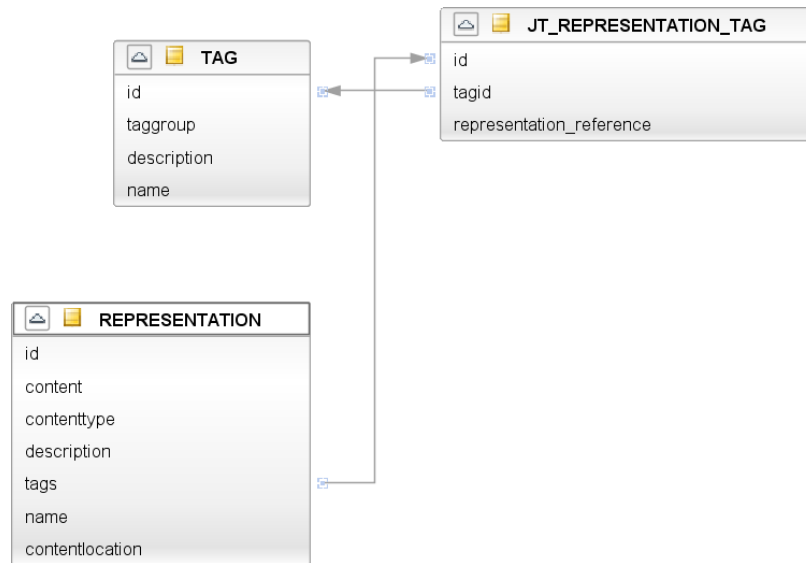 TAG
id
taggroup
description
name
JT_REPRESENTATION_TAG
id
tagid
representation_reference
REPRESENTATION
id
content
contenttype
description
tags
name
contentlocation